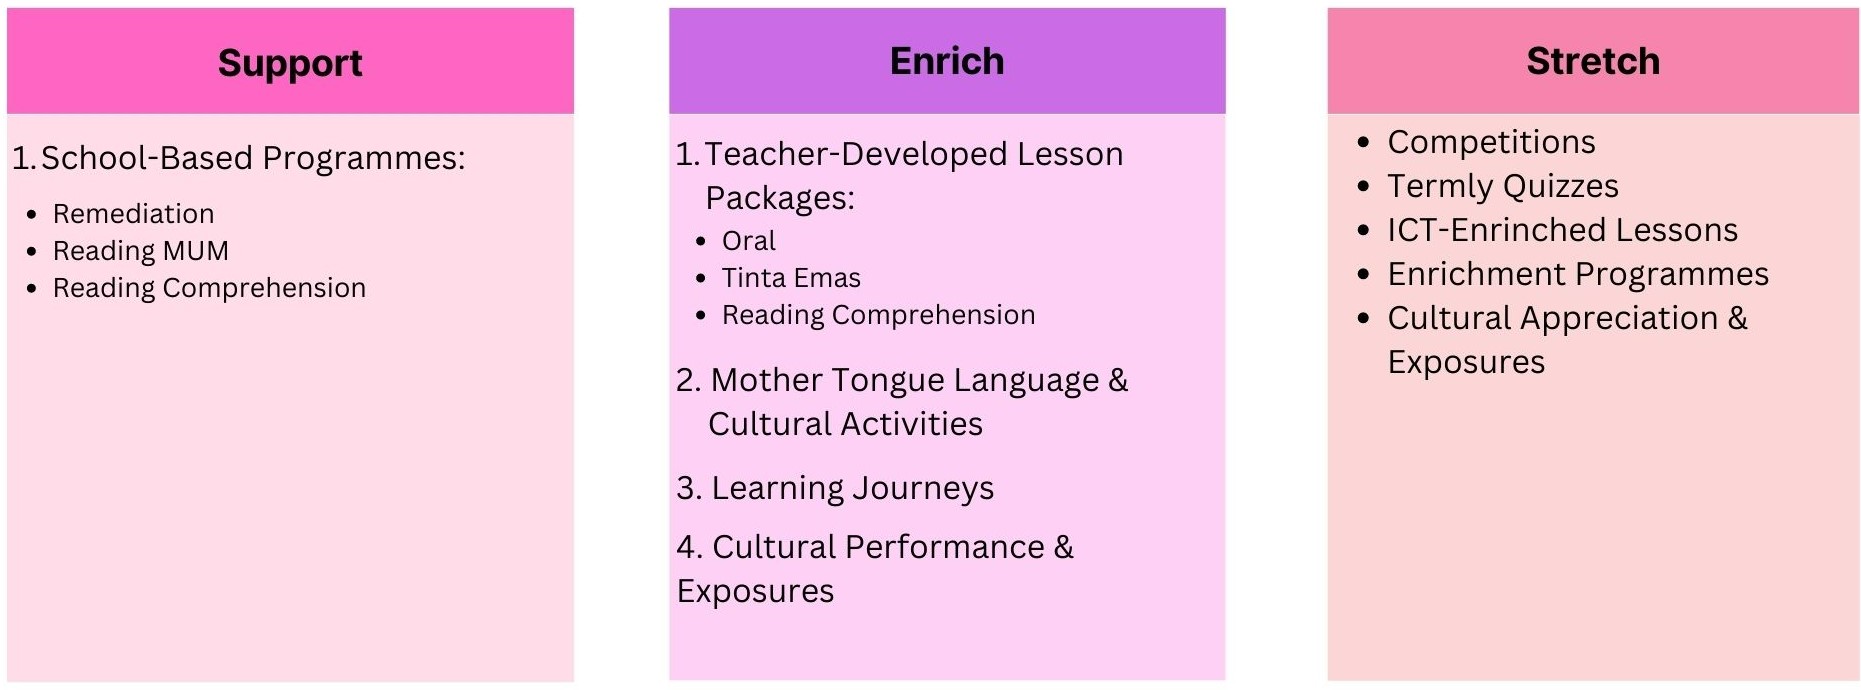 Support
1. School-Based Programmes:
• Remediation
• Reading MUM
• Reading Comprehension
Enrich
1. Teacher-Developed Lesson
Packages:
• Oral
• Tinta Emas
• Reading Comprehension
2. Mother Tongue Language &
Cultural Activities
3. Learning Journeys
4. Cultural Performance &
Exposures
Stretch
• Competitions
• Termly Quizzes
• ICT-Enrinched Lessons
• Enrichment Programmes
• Cultural Appreciation &
Exposures